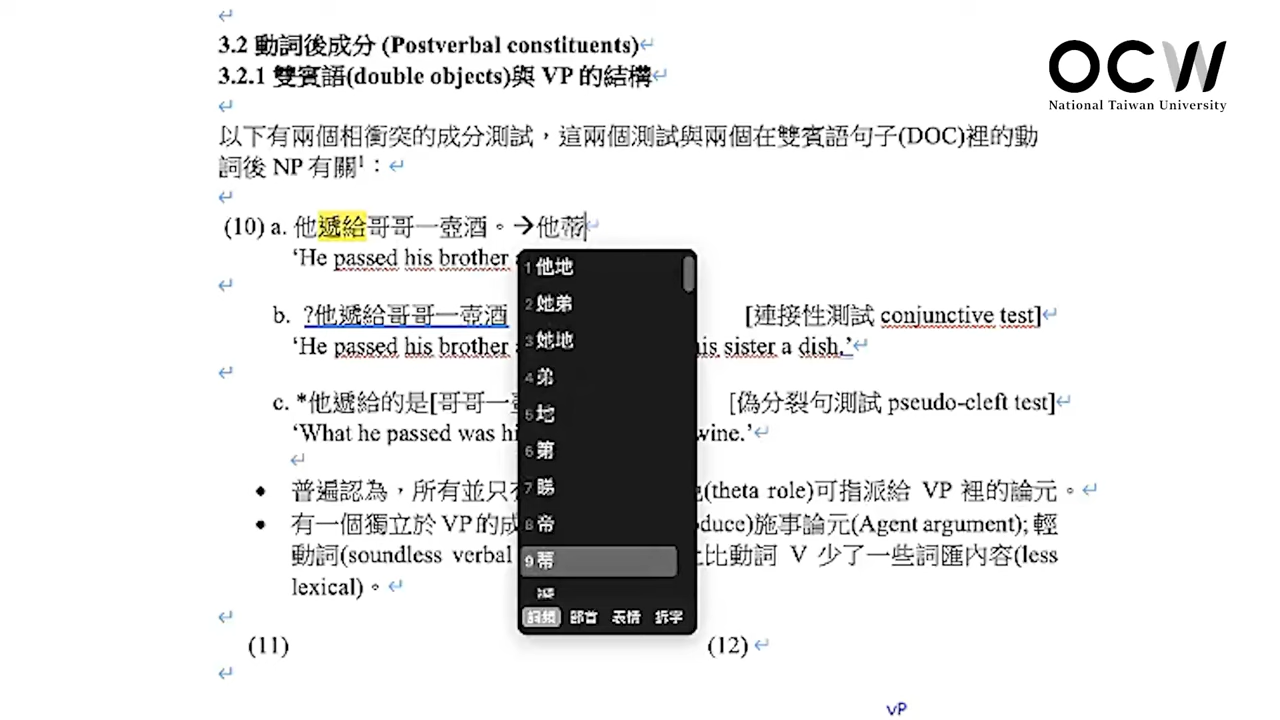 OCW
National Taiwan University
3.2 動詞後成分 (Postverbal constituents)
3.2.1 雙賓語(double objects)與 VP 的結構
以下有兩個相衝突的成分測試，這兩個測試與兩個在雙賓語句子(DOC)裡的動
詞後 NP 有關1：
(10) a. 他遞給哥哥一壺酒。→他蒂
‘He passed his brother
1 他地
2 她弟
3 她地
4 弟
5 地
6 第
7 睇
8 帝
9 蒂
詞頻 部首 表情 拆字
b. ?他遞給哥哥一壺酒 [連接性測試 conjunctive test]
‘He passed his brother his sister a dish.’
c. *他遞給的是[哥哥一 [偽分裂句測試 pseudo-cleft test]
‘What he passed was wine.’
• 普遍認為，所有並只 (theta role)可指派給 VP 裡的論元。
• 有一個獨立於 VP 的成 施事論元(Agent argument); 輕
動詞(soundless verbal 比動詞 V 少了一些詞匯內容(less
lexical)。
(11) (12)
vP